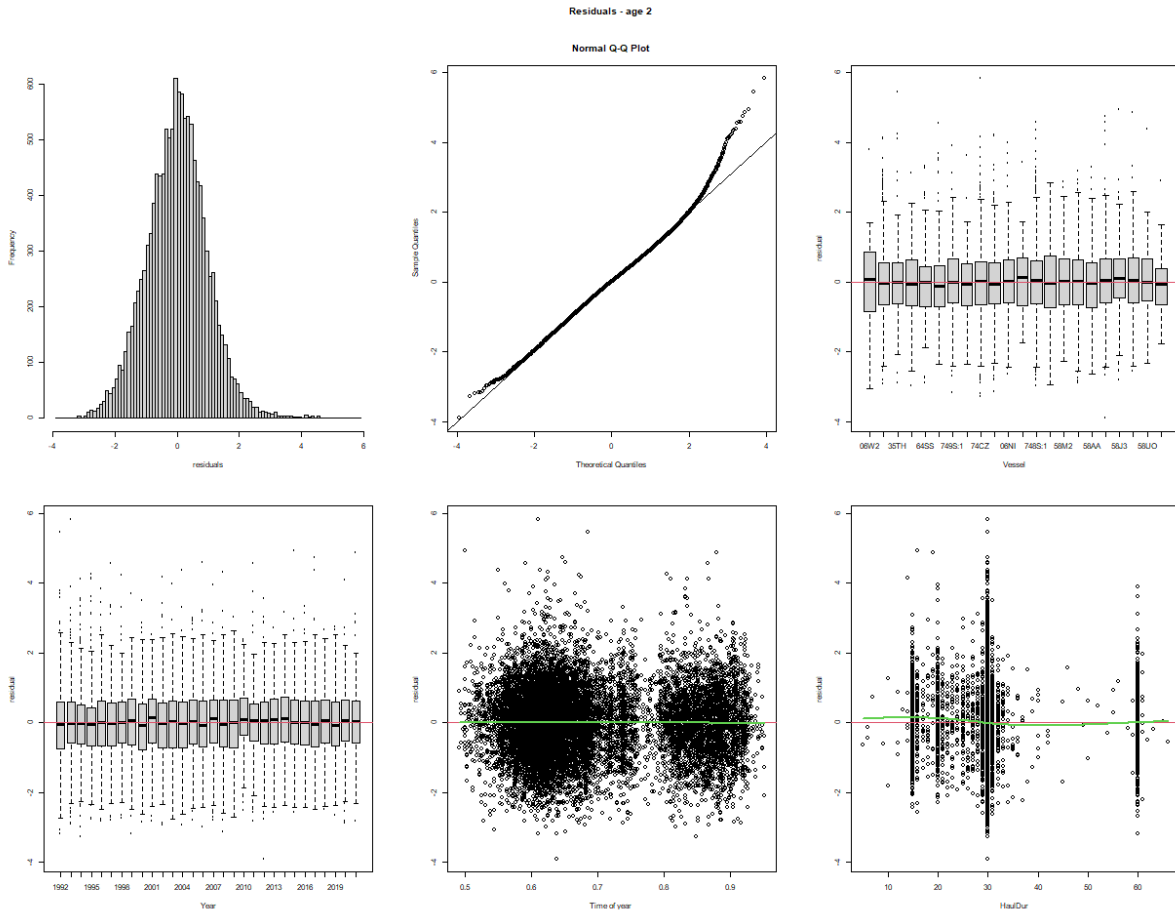 Residuals - age 2
Normal Q-Q Plot
Frequency
0 100 200 300 400 500 600
-4 -2 0 2 4 6
residuals
Sample Quantiles
-4 -2 0 2 4 6
-4 -2 0 2 4
Theoretical Quantiles
residual
-4 -2 0 2 4 6
06W2 35TH 64SS 749S:1 74CZ 06NI 748S:1 58M2 58AA 58J3 58UO
Vessel
residual
-4 -2 0 2 4 6
1992 1995 1998 2001 2004 2007 2010 2013 2016 2019
Year
residual
-4 -2 0 2 4 6
0.5 0.6 0.7 0.8 0.9
Time of year
residual
-4 -2 0 2 4 6
10 20 30 40 50 60
HaulDur